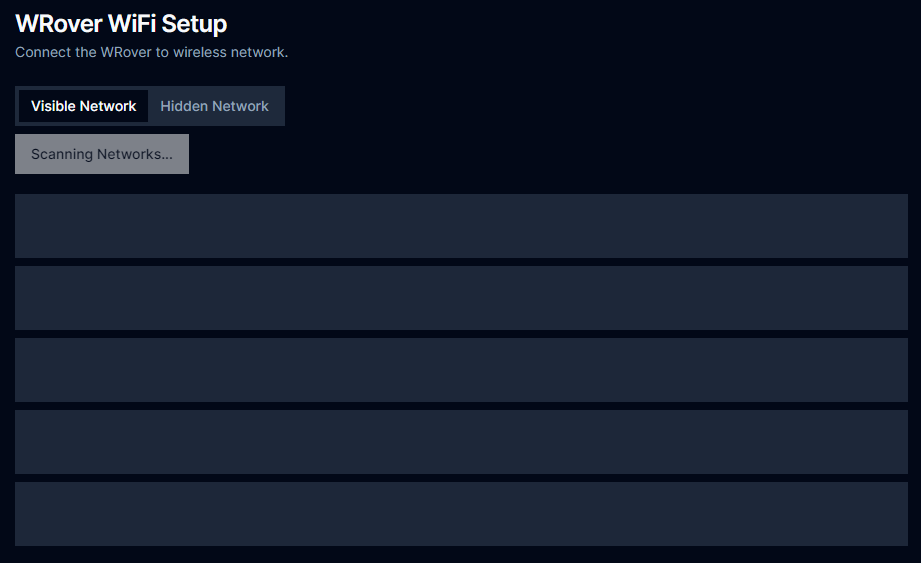 WRover WiFi Setup
Connect the WRover to wireless network.
Visible Network Hidden Network
Scanning Networks...